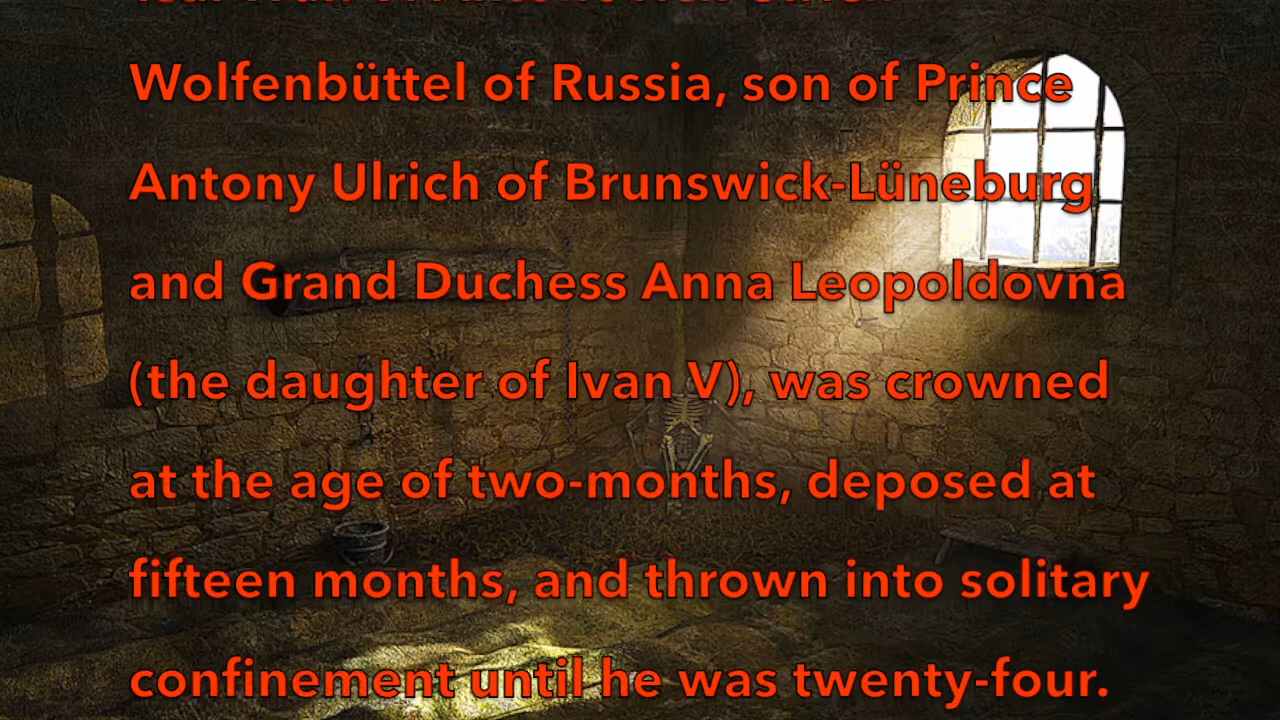 Wolfenbüttel of Russia, son of Prince
Antony Ulrich of Brunswick-Lüneburg
and Grand Duchess Anna Leopoldovna
(the daughter of Ivan V), was crowned
at the age of two-months, deposed at
fifteen months, and thrown into solitary
confinement until he was twenty-four.